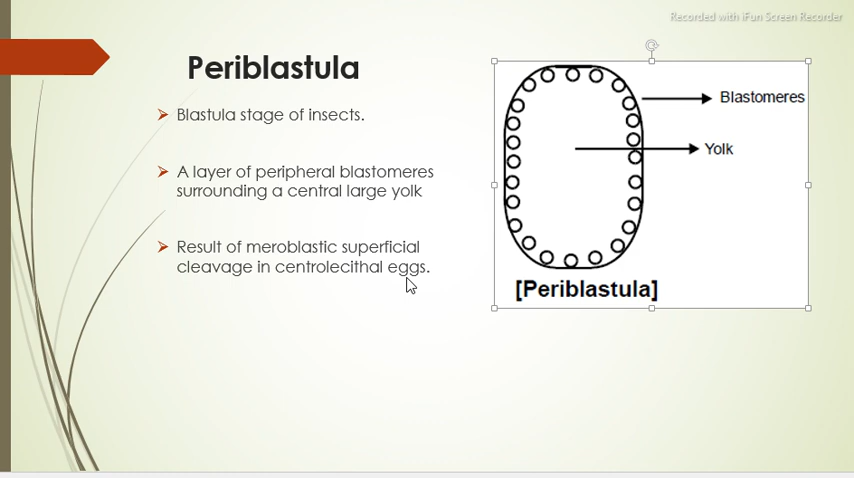 Recorded with iFun Screen Recorder
Periblastula
Blastula stage of insects.
A layer of peripheral blastomeres
surrounding a central large yolk
Result of meroblastic superficial
cleavage in centrolecithal eggs.
Blastomeres
Yolk
[Periblastula]